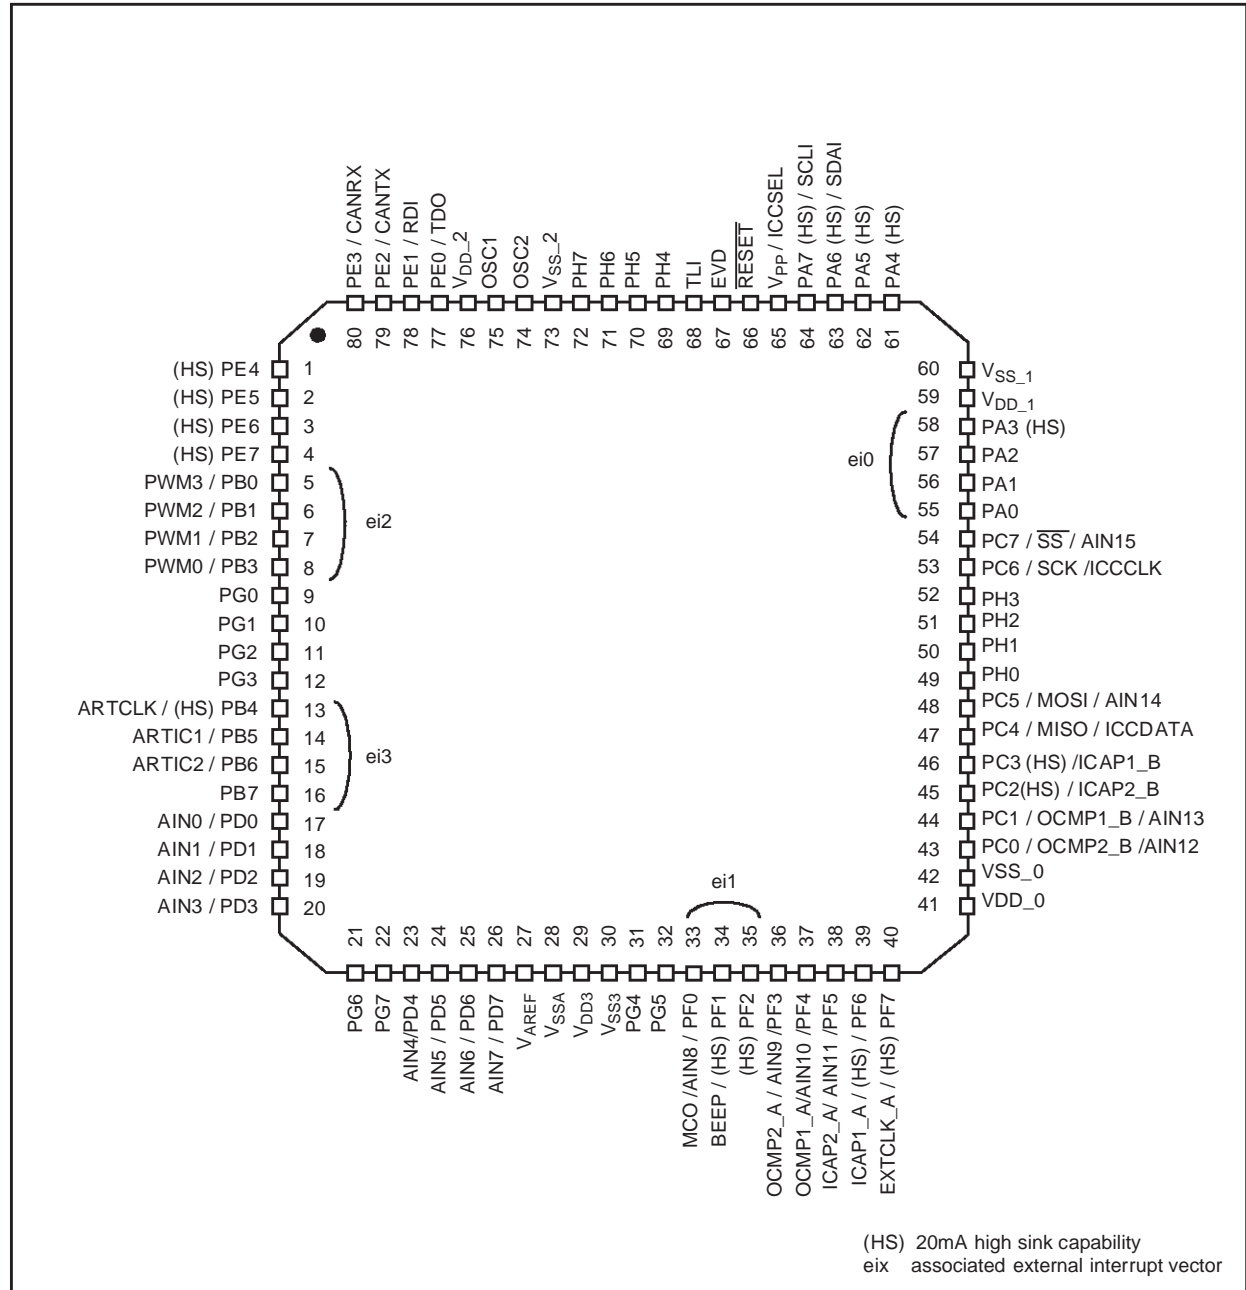 PE3 / CANRX
PE2 / CANTX
PE1 / RDI
PE0 / TDO
VDD_2
OSC1
OSC2
VSS_2
PH7
PH6
PH5
PH4
TLI
EVD
RESET
VPP / ICCSEL
PA7 (HS) / SCLI
PA6 (HS) / SDAI
PA5 (HS)
PA4 (HS)
80
79
78
77
76
75
74
73
72
71
70
69
68
67
66
65
64
63
62
61
(HS) PE4 1
(HS) PE5 2
(HS) PE6 3
(HS) PE7 4
PWM3 / PB0 5
PWM2 / PB1 6
PWM1 / PB2 7
PWM0 / PB3 8
ei2
PG0 9
PG1 10
PG2 11
PG3 12
ARTCLK / (HS) PB4 13
ARTIC1 / PB5 14
ARTIC2 / PB6 15
PB7 16
ei3
AIN0 / PD0 17
AIN1 / PD1 18
AIN2 / PD2 19
AIN3 / PD3 20
60 VSS_1
59 VDD_1
58 PA3 (HS)
57 PA2
56 PA1
55 PA0
ei0
54 PC7 / SS / AIN15
53 PC6 / SCK /ICCCLK
52 PH3
51 PH2
50 PH1
49 PH0
48 PC5 / MOSI / AIN14
47 PC4 / MISO / ICCDATA
46 PC3 (HS) /ICAP1_B
45 PC2(HS) / ICAP2_B
44 PC1 / OCMP1_B / AIN13
43 PC0 / OCMP2_B /AIN12
42 VSS_0
41 VDD_0
ei1
21
22
23
24
25
26
27
28
29
30
31
32
33
34
35
36
37
38
39
40
PG6
PG7
AIN4/PD4
AIN5 / PD5
AIN6 / PD6
AIN7 / PD7
VAREF
VSSA
VDD3
VSS3
PG4
PG5
MCO /AIN8 / PF0
BEEP / (HS) PF1
(HS) PF2
OCMP2_A / AIN9 /PF3
OCMP1_A/AIN10 /PF4
ICAP2_A/ AIN11 /PF5
ICAP1_A / (HS) / PF6
EXTCLK_A / (HS) PF7
(HS) 20mA high sink capability
eix associated external interrupt vector